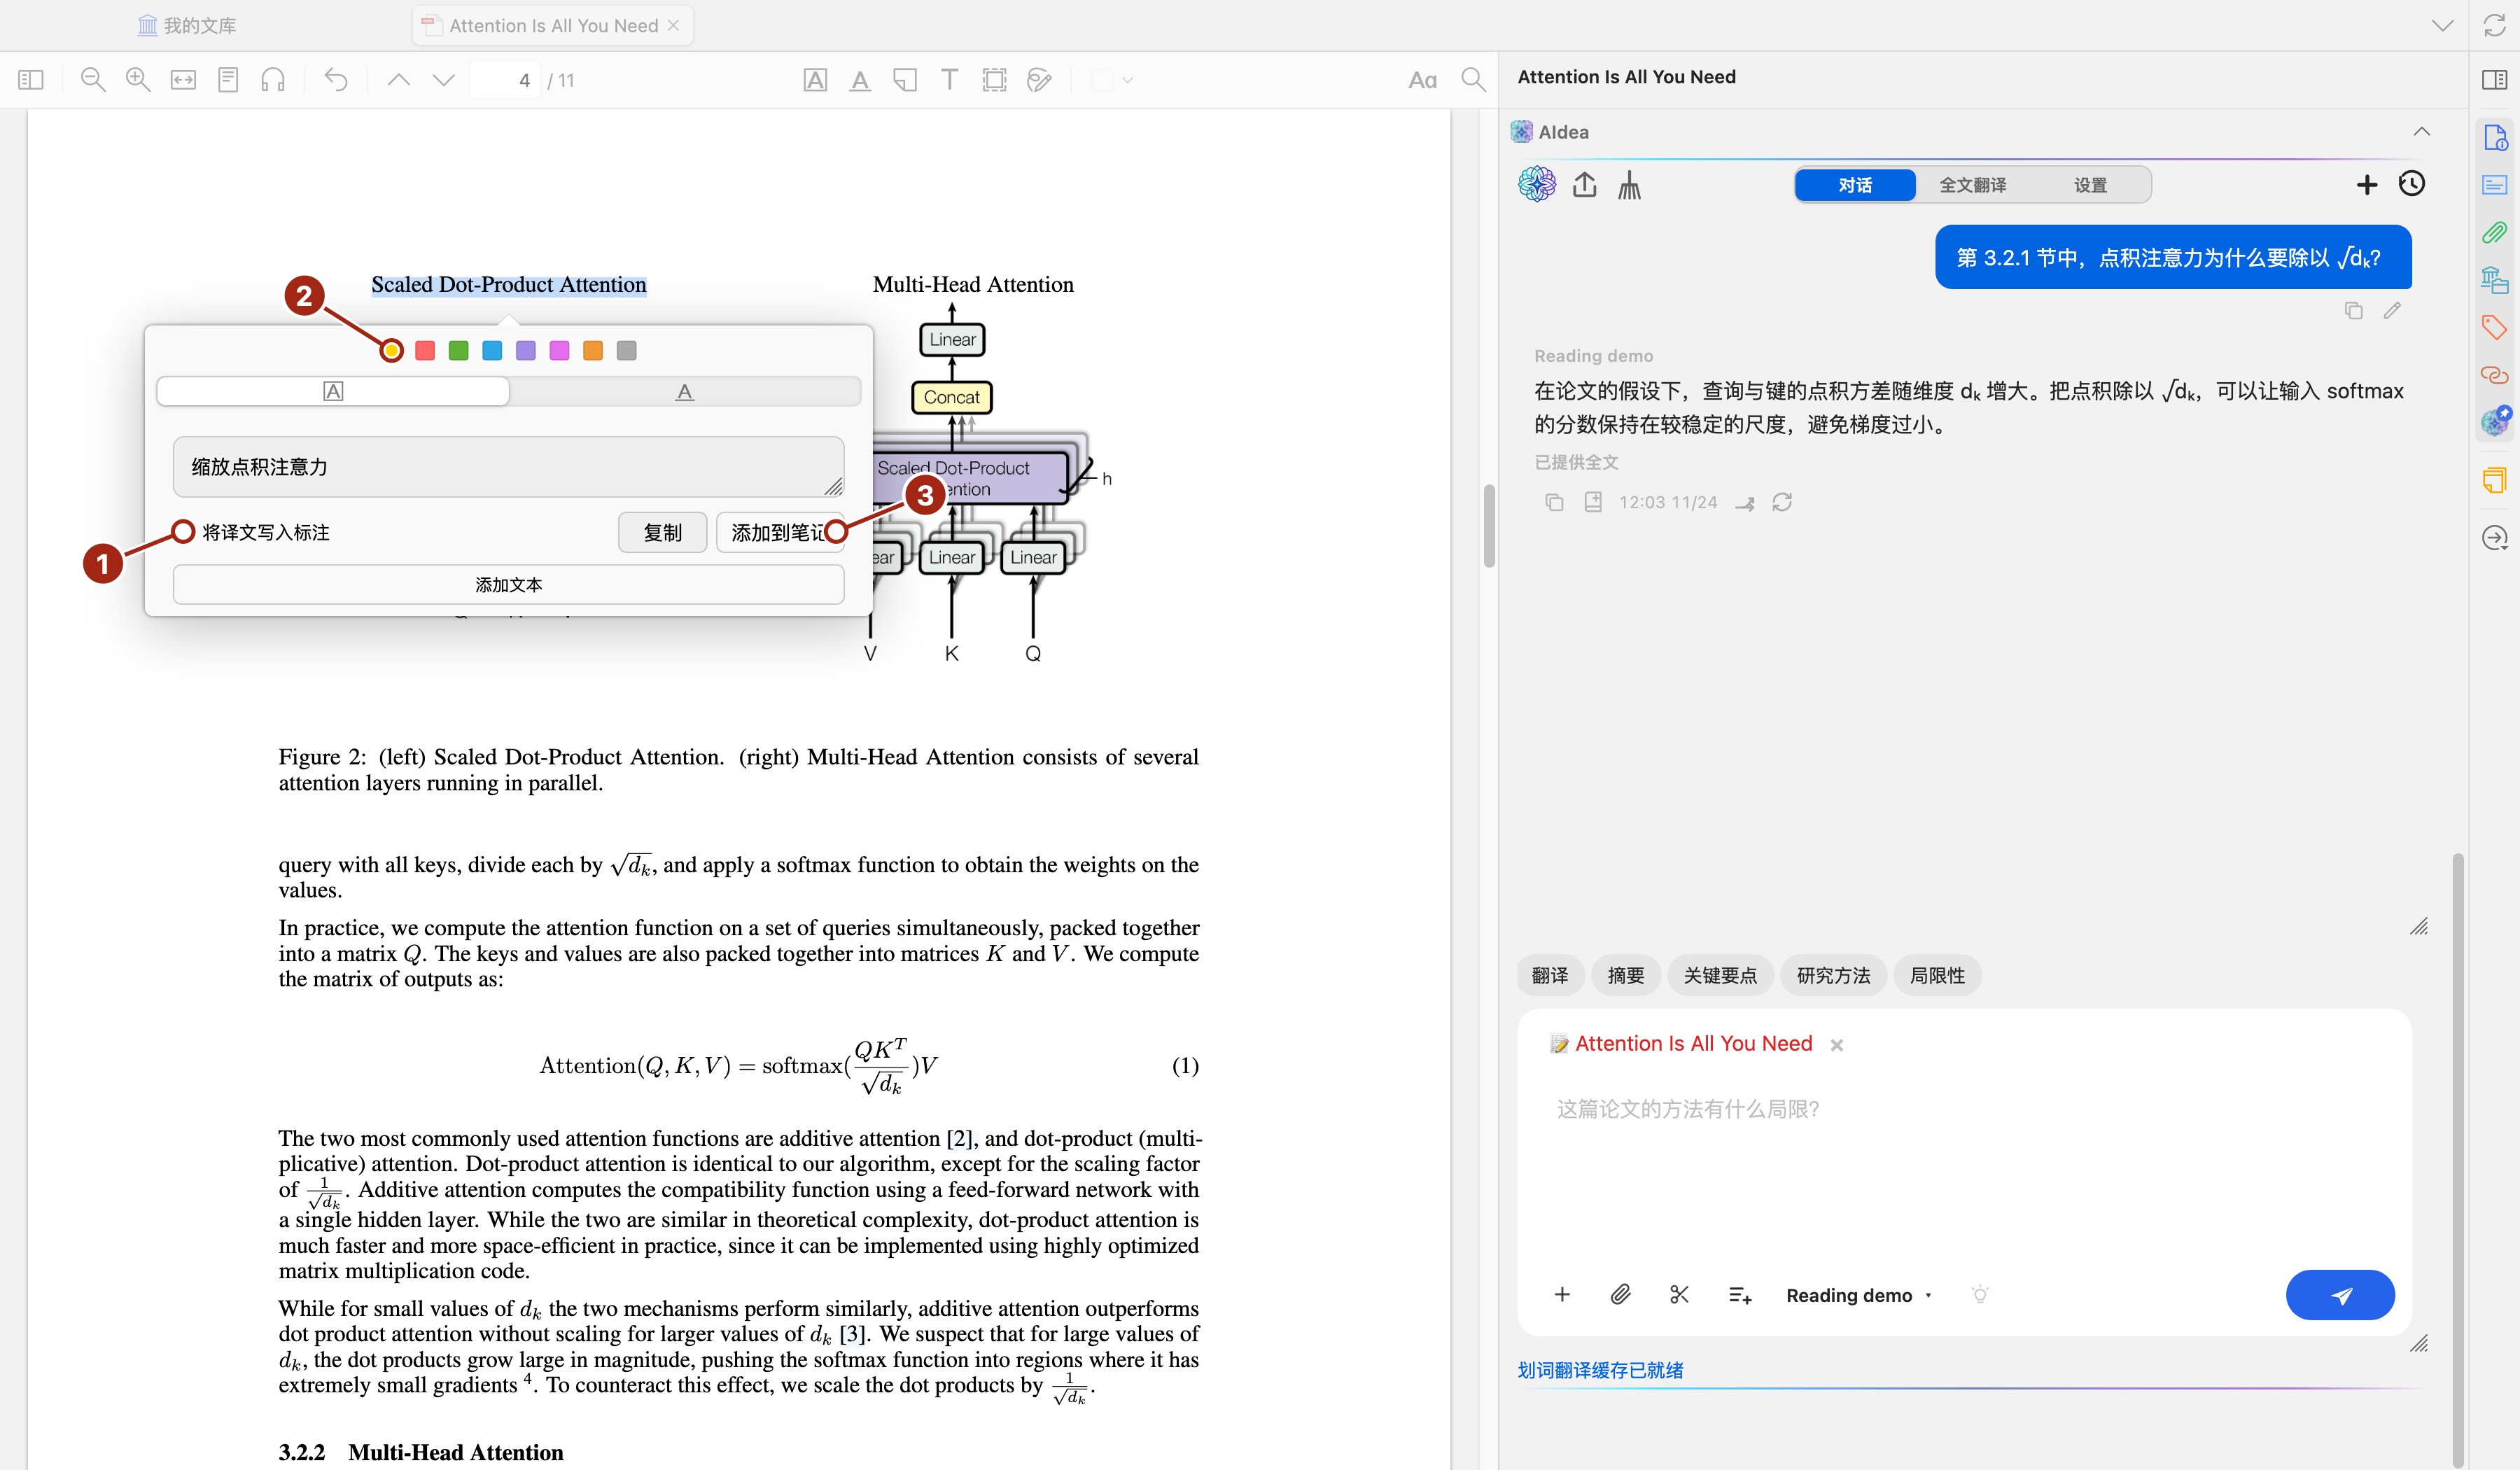 我的文库
Attention Is All You Need
4 / 11
Aa
Scaled Dot-Product Attention
Multi-Head Attention
2
A
A
缩放点积注意力
1
将译文写入标注
复制
添加到笔记
3
添加文本
Linear
Concat
Scaled Dot-Product
h
Linear
Linear
V
K
Q
Figure 2: (left) Scaled Dot-Product Attention. (right) Multi-Head Attention consists of several
attention layers running in parallel.
query with all keys, divide each by √dk, and apply a softmax function to obtain the weights on the
values.
In practice, we compute the attention function on a set of queries simultaneously, packed together
into a matrix Q. The keys and values are also packed together into matrices K and V. We compute
the matrix of outputs as:
Attention(Q, K, V) = softmax(QK^T/√dk)V (1)
The two most commonly used attention functions are additive attention [2], and dot-product (multi-
plicative) attention. Dot-product attention is identical to our algorithm, except for the scaling factor
of 1/√dk. Additive attention computes the compatibility function using a feed-forward network with
a single hidden layer. While the two are similar in theoretical complexity, dot-product attention is
much faster and more space-efficient in practice, since it can be implemented using highly optimized
matrix multiplication code.
While for small values of dk the two mechanisms perform similarly, additive attention outperforms
dot product attention without scaling for larger values of dk [3]. We suspect that for large values of
dk, the dot products grow large in magnitude, pushing the softmax function into regions where it has
extremely small gradients 4. To counteract this effect, we scale the dot products by 1/√dk.
3.2.2 Multi-Head Attention
Attention Is All You Need
AIdea
对话
全文翻译
设置
第 3.2.1 节中，点积注意力为什么要除以 √dₖ?
Reading demo
在论文的假设下，查询与键的点积方差随维度 dₖ 增大。把点积除以 √dₖ，可以让输入 softmax
的分数保持在较稳定的尺度，避免梯度过小。
已提供全文
12:03 11/24
翻译
摘要
关键要点
研究方法
局限性
Attention Is All You Need
这篇论文的方法有什么局限?
Reading demo
划词翻译缓存已就绪